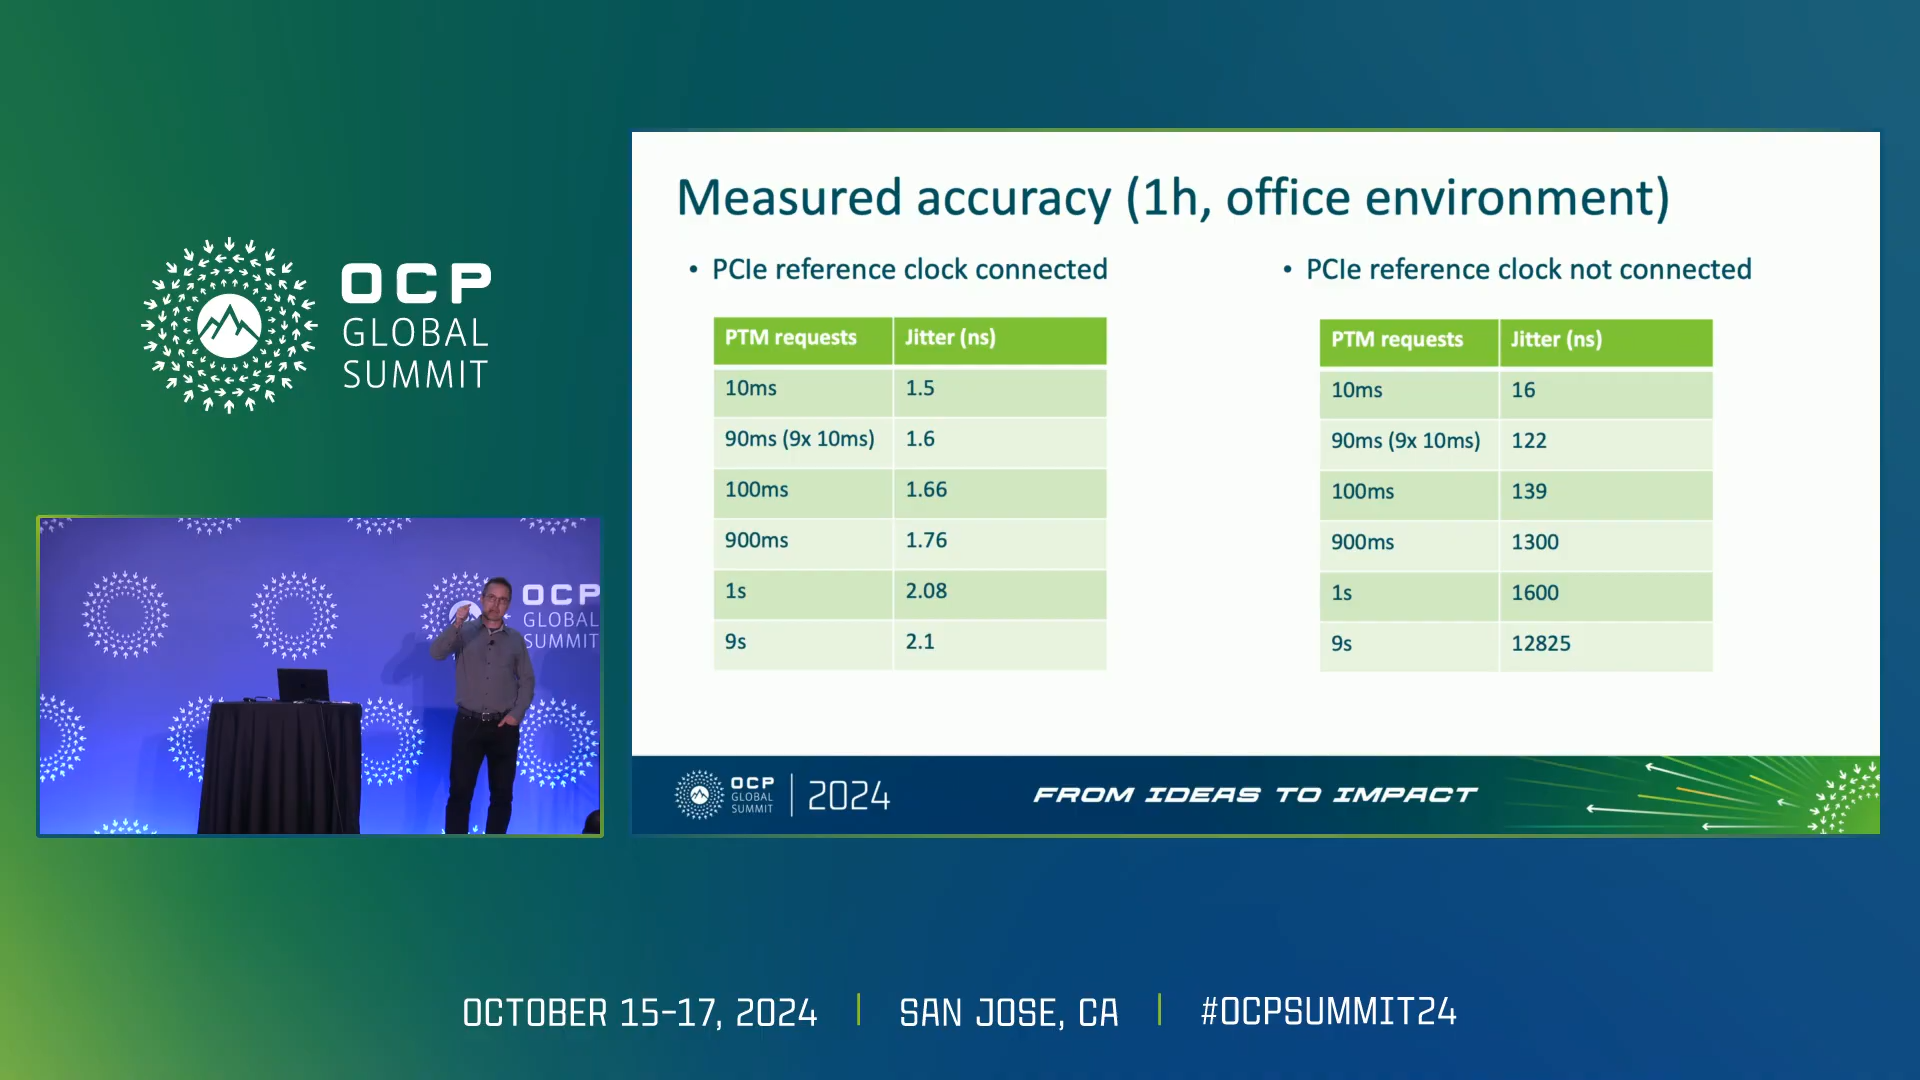 OCP
GLOBAL
SUMMIT
Measured accuracy (1h, office environment)
• PCIe reference clock connected
PTM requests Jitter (ns)
10ms 1.5
90ms (9x 10ms) 1.6
100ms 1.66
900ms 1.76
1s 2.08
9s 2.1
• PCIe reference clock not connected
PTM requests Jitter (ns)
10ms 16
90ms (9x 10ms) 122
100ms 139
900ms 1300
1s 1600
9s 12825
OCP
GLOBAL
SUMMIT
OCP
GLOBAL
SUMMIT
2024
FROM IDEAS TO IMPACT
OCTOBER 15-17, 2024 | SAN JOSE, CA | #OCPSUMMIT24